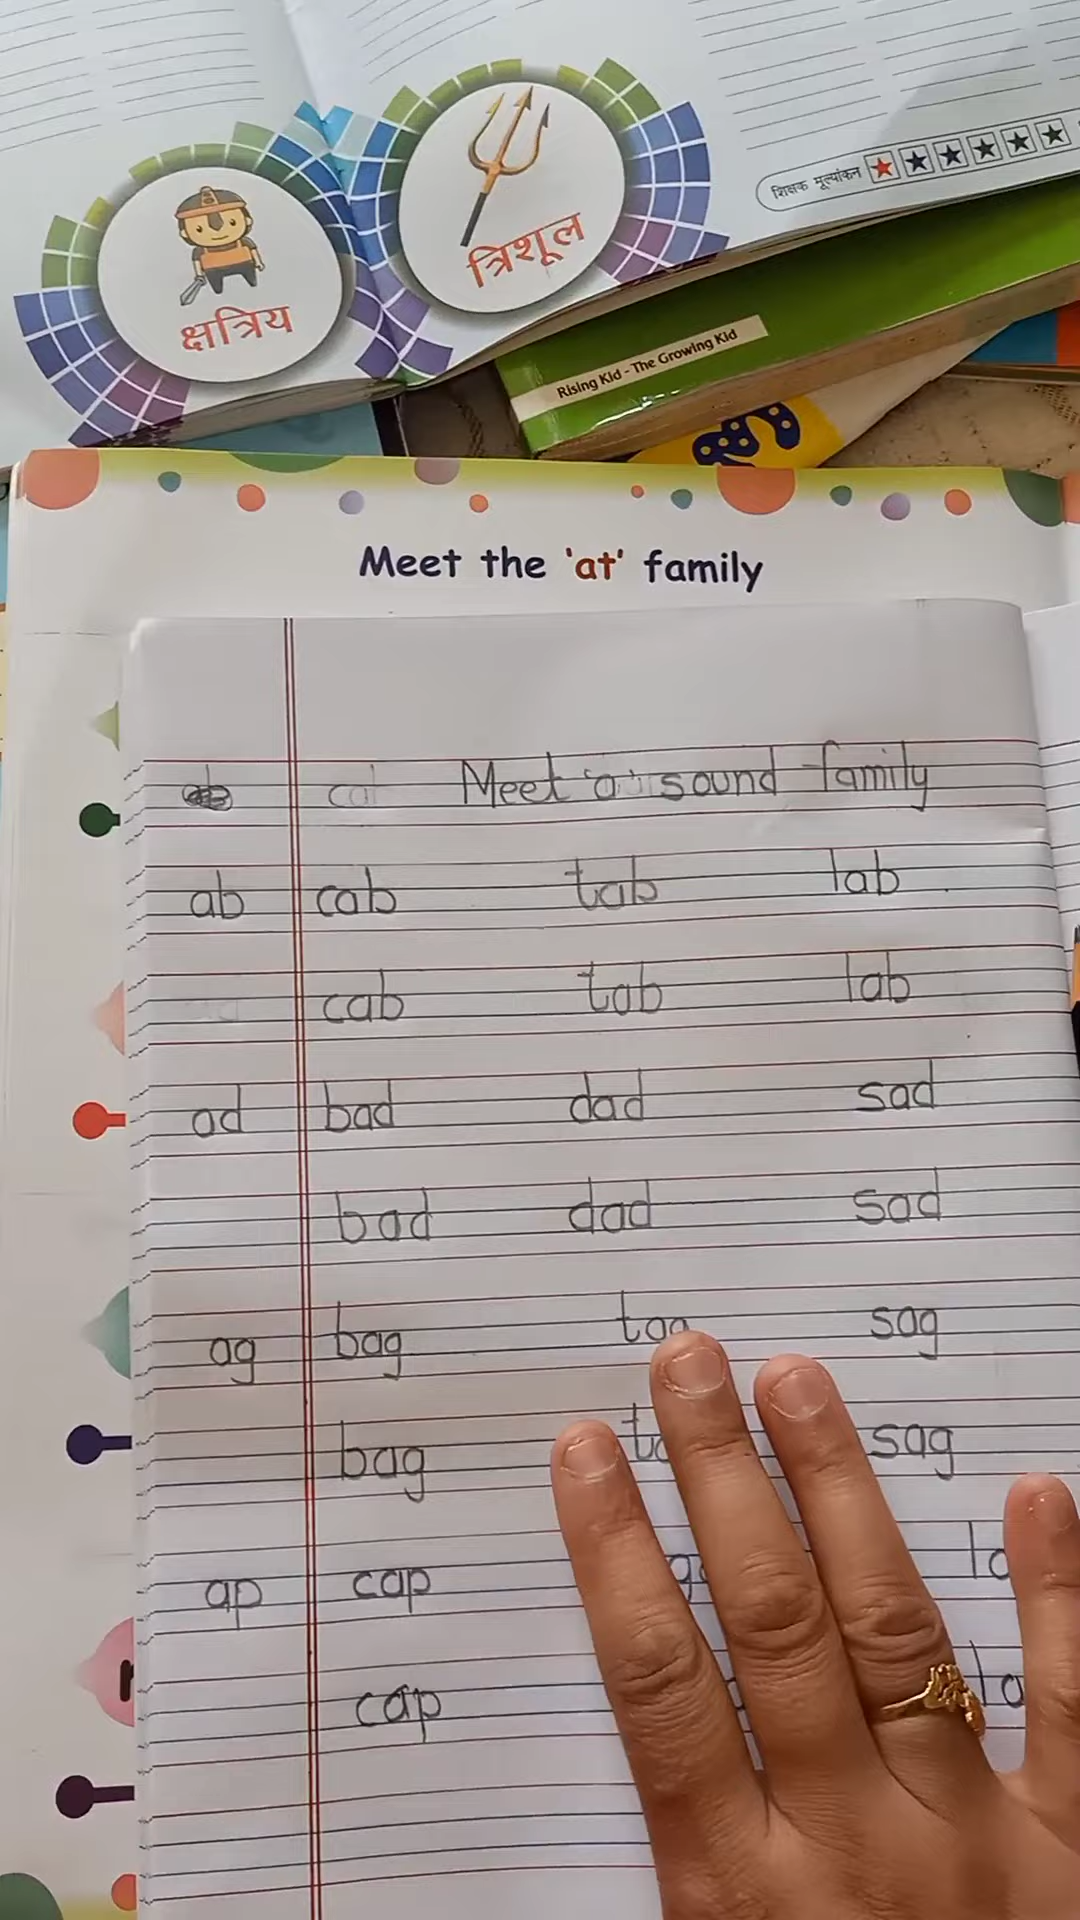 त्रिशूल
शिक्षक मूल्यांकन
क्षत्रिय
Rising Kid - The Growing Kid
Meet the 'at' family
Meet 'a' sound family
ab cab tab lab
cab tab lab
ad bad dad sad
bad dad sad
ag bag tag sag
bag sag
ap cap
cap